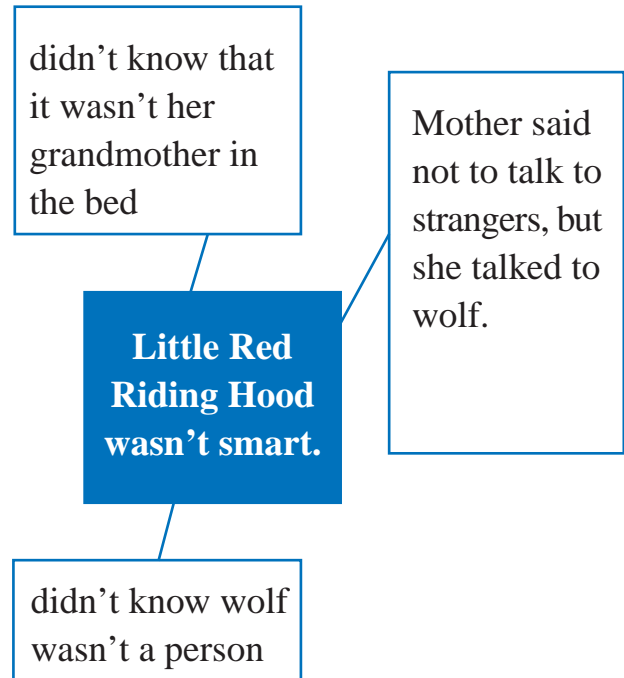 didn’t know that
it wasn’t her
grandmother in
the bed
Mother said
not to talk to
strangers, but
she talked to
wolf.
Little Red
Riding Hood
wasn’t smart.
didn’t know wolf
wasn’t a person